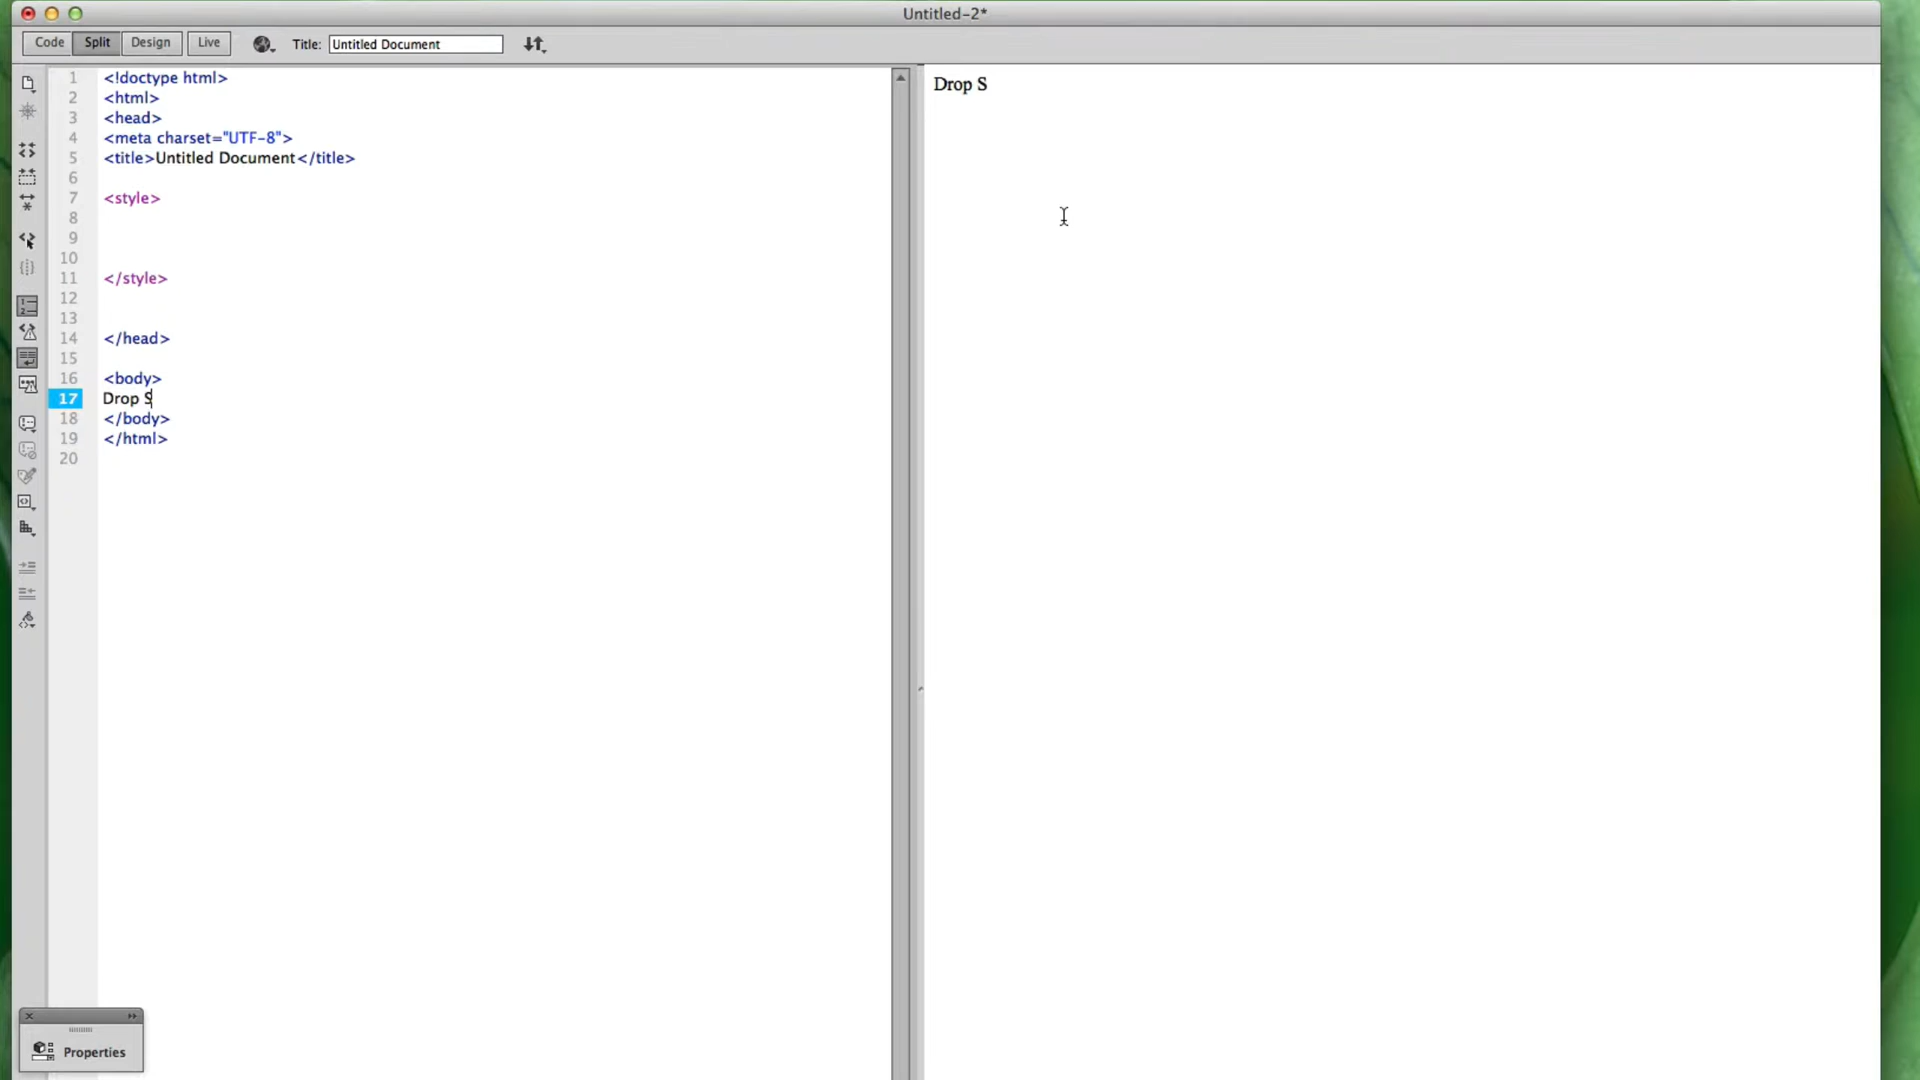 Untitled-2*
Code Split Design Live Title: Untitled Document
1 <!doctype html>
2 <html>
3 <head>
4 <meta charset="UTF-8">
5 <title>Untitled Document</title>
6
7 <style>
8
9
10
11 </style>
12
13
14 </head>
15
16 <body>
17 Drop S
18 </body>
19 </html>
20
Drop S
Properties